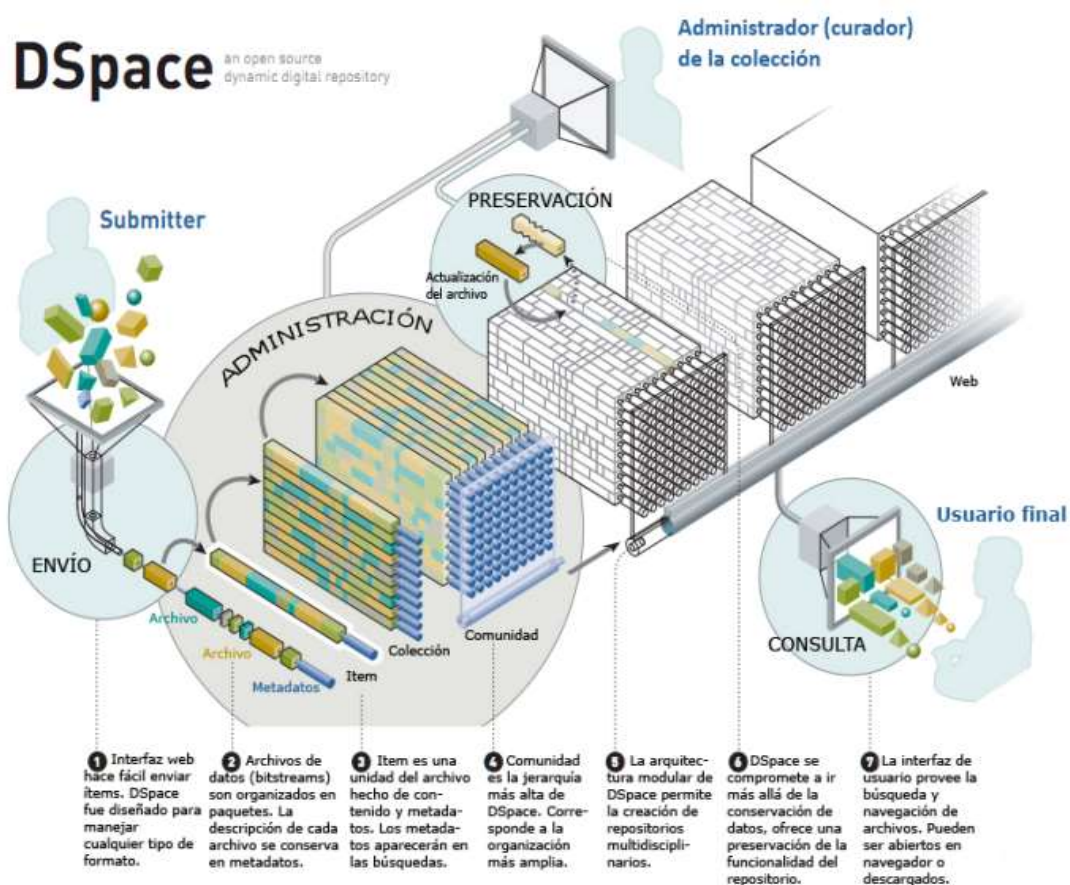 DSpace
an open source
dynamic digital repository
Administrador (curador)
de la colección
Submitter
PRESERVACIÓN
Actualización
del archivo
ADMINISTRACIÓN
Web
Usuario final
ENVÍO
Archivo
Archivo
Metadatos
Item
Colección
Comunidad
CONSULTA
1 Interfaz web
hace fácil enviar
ítems. DSpace
fue diseñado para
manejar
cualquier tipo de
formato.
2 Archivos de
datos (bitstreams)
son organizados en
paquetes. La
descripción de cada
archivo se conserva
en metadatos.
3 Item es una
unidad del archivo
hecho de con-
tenido y metada-
tos. Los metada-
tos aparecerán en
las búsquedas.
4 Comunidad
es la jerarquía
más alta de
DSpace. Corre-
sponde a la
organización
más amplia.
5 La arquitec-
tura modular de
DSpace permite
la creación de
repositorios
multidiscipli-
narios.
6 DSpace se
compromete a ir
más allá de la
conservación de
datos, ofrece una
preservación de la
funcionalidad del
repositorio.
7 La interfaz de
usuario provee la
búsqueda y
navegación de
archivos. Pueden
ser abiertos en
navegador o
descargados.